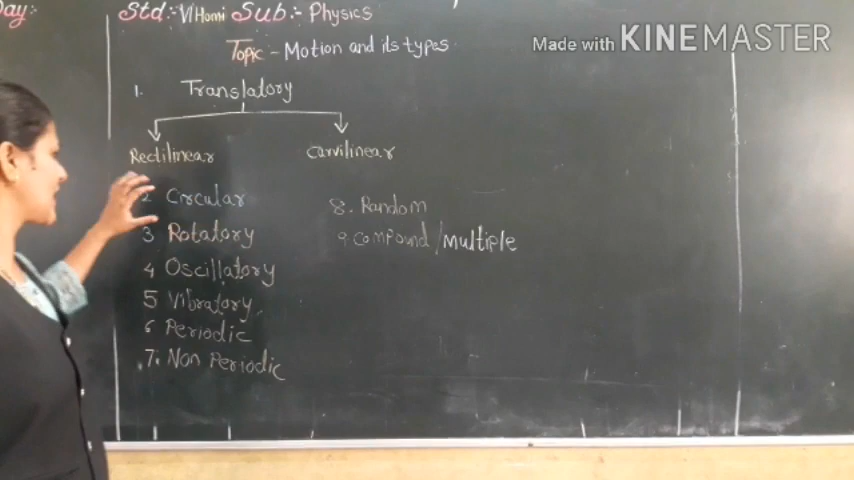 Day:
Std:- VI Homi Sub:- Physics
Topic - Motion and its types
Made with KINEMASTER
1. Translatory
Rectilinear
Curvilinear
2 Circular
3 Rotatory
4 Oscillatory
5 Vibratory
6 Periodic
7. Non Periodic
8. Random
9. Compound / Multiple